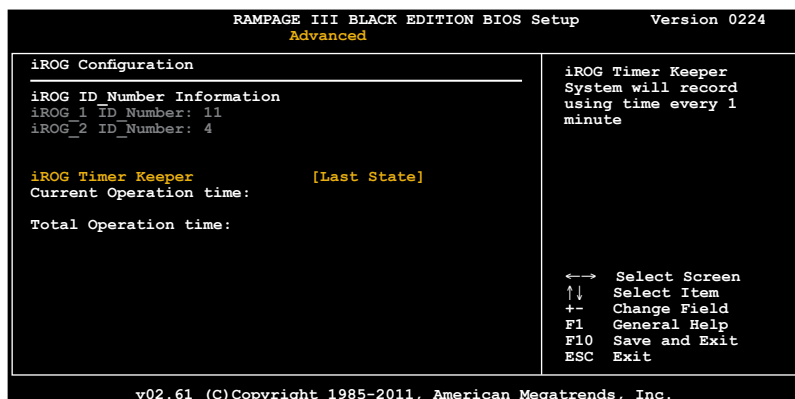 RAMPAGE III BLACK EDITION BIOS Setup Version 0224
Advanced
iROG Configuration
iROG ID_Number Information
iROG_1 ID_Number: 11
iROG_2 ID_Number: 4
iROG Timer Keeper [Last State]
Current Operation time:
Total Operation time:
iROG Timer Keeper
System will record
using time every 1
minute
←→ Select Screen
↑↓ Select Item
+- Change Field
F1 General Help
F10 Save and Exit
ESC Exit
v02.61 (C)Copyright 1985-2011, American Megatrends, Inc.